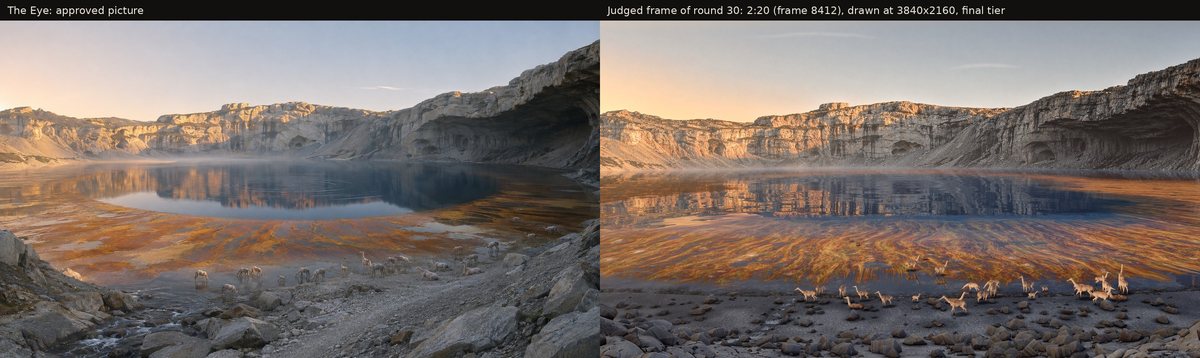 The Eye: approved picture
Judged frame of round 30: 2:20 (frame 8412), drawn at 3840x2160, final tier